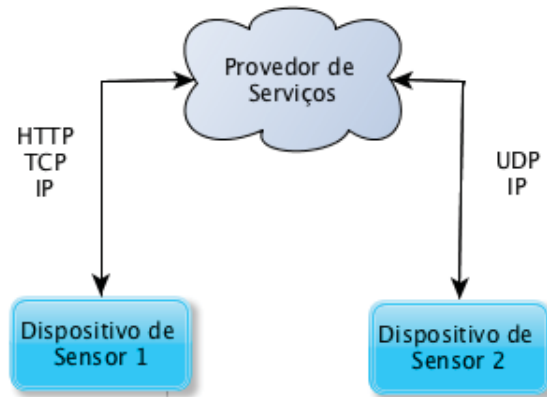 Provedor de
Serviços
HTTP
TCP
IP
UDP
IP
Dispositivo de
Sensor 1
Dispositivo de
Sensor 2